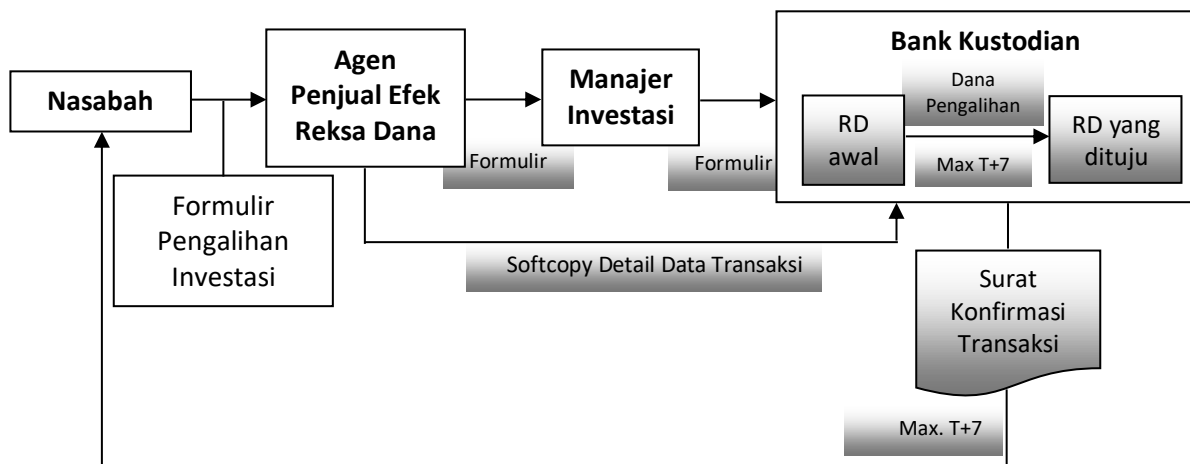 Nasabah
Formulir
Pengalihan
Investasi
Agen
Penjual Efek
Reksa Dana
Formulir
Manajer
Investasi
Formulir
Bank Kustodian
Dana
Pengalihan
RD
awal
Max T+7
RD yang
dituju
Softcopy Detail Data Transaksi
Surat
Konfirmasi
Transaksi
Max. T+7